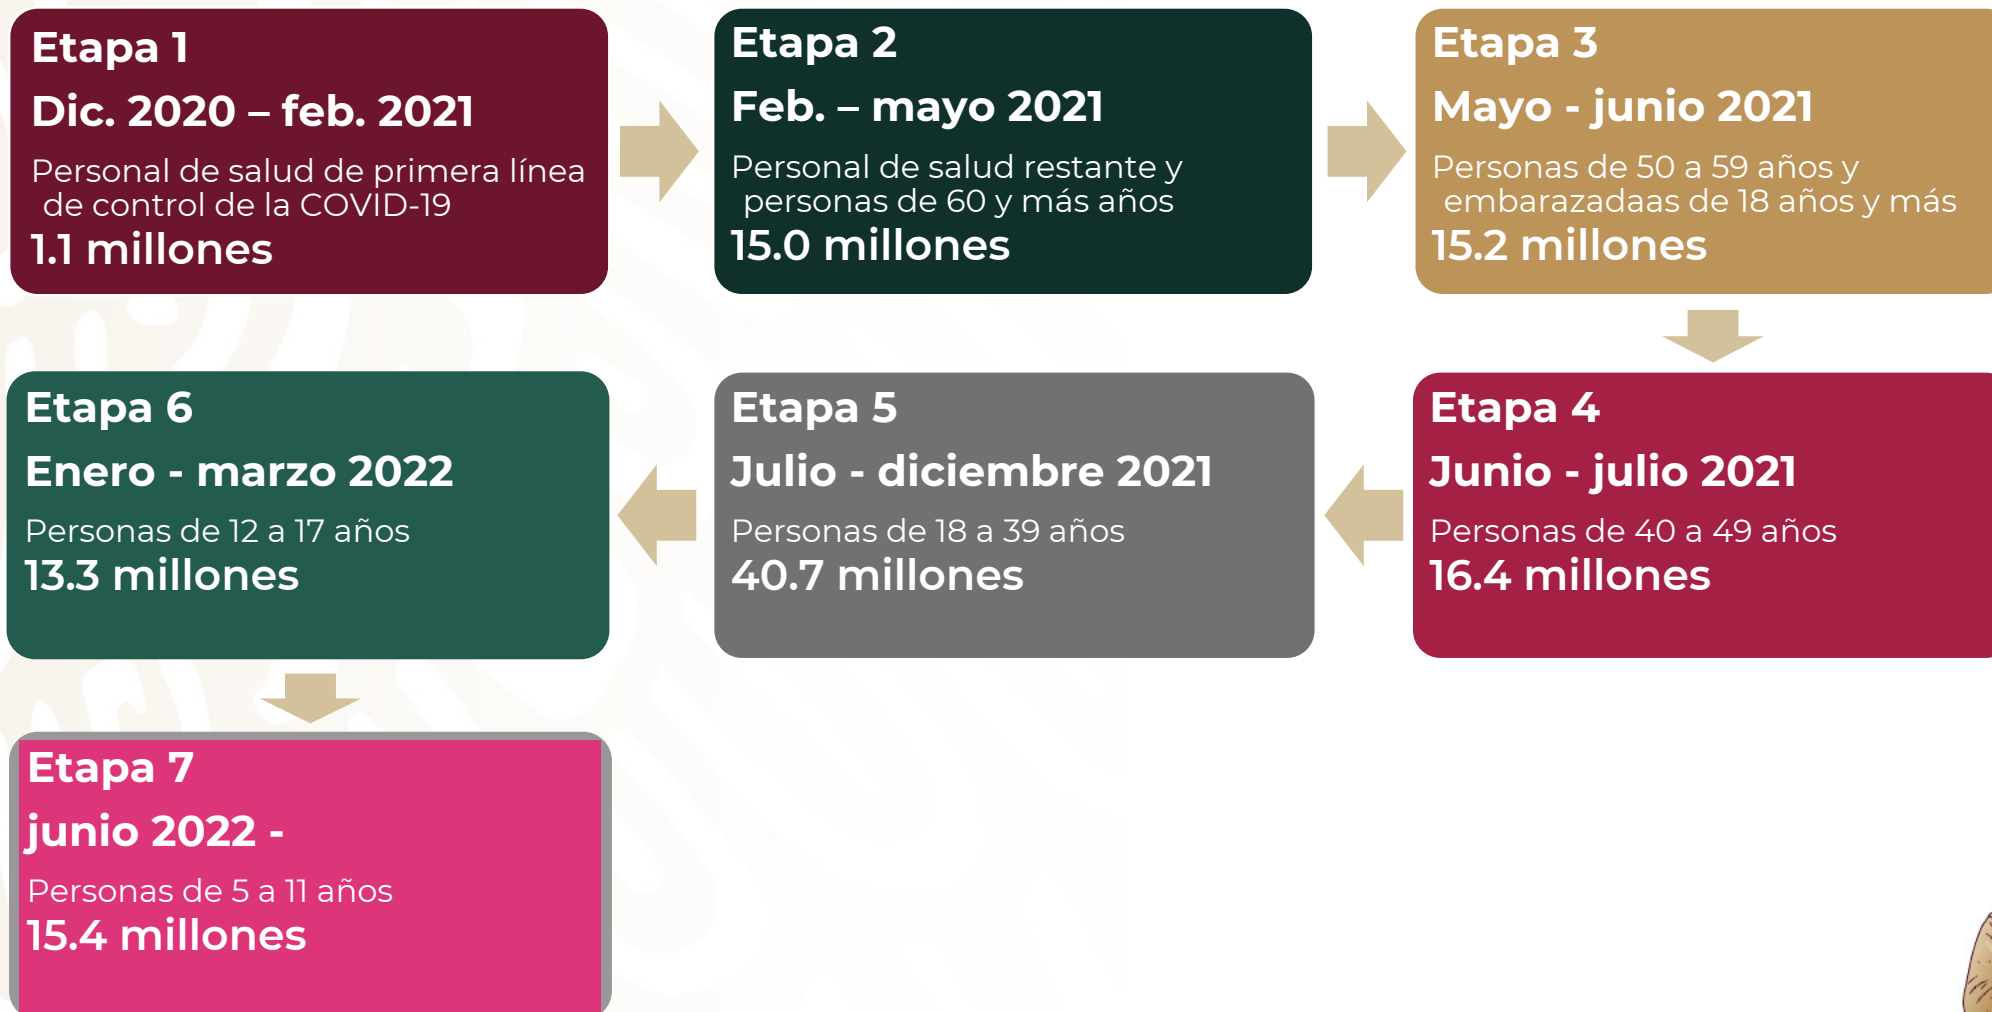 Etapa 1
Dic. 2020 – feb. 2021
Personal de salud de primera línea
de control de la COVID-19
1.1 millones
Etapa 2
Feb. – mayo 2021
Personal de salud restante y
personas de 60 y más años
15.0 millones
Etapa 3
Mayo - junio 2021
Personas de 50 a 59 años y
embarazadaas de 18 años y más
15.2 millones
Etapa 4
Junio - julio 2021
Personas de 40 a 49 años
16.4 millones
Etapa 5
Julio - diciembre 2021
Personas de 18 a 39 años
40.7 millones
Etapa 6
Enero - marzo 2022
Personas de 12 a 17 años
13.3 millones
Etapa 7
junio 2022 -
Personas de 5 a 11 años
15.4 millones